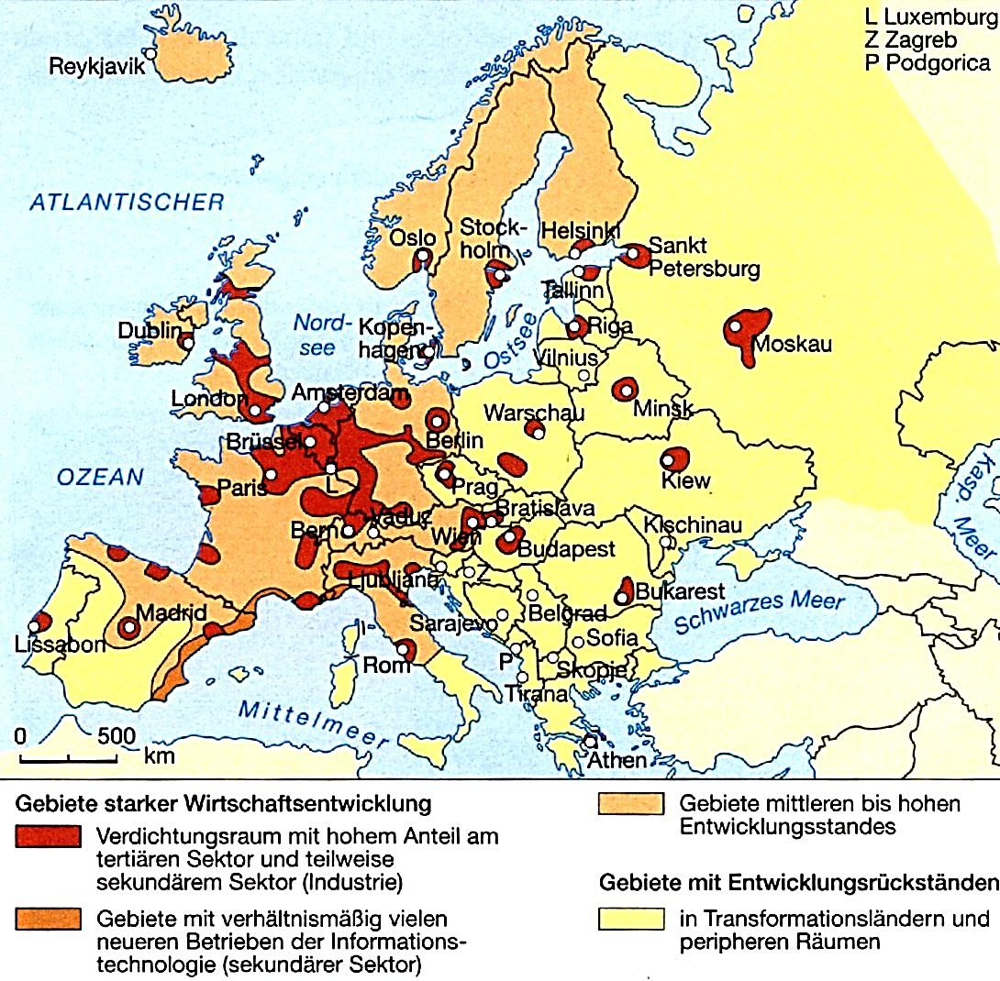 L Luxemburg
Z Zagreb
P Podgorica
Reykjavik
ATLANTISCHER
OZEAN
Oslo
Stock-
holm
Helsinki
Sankt
Petersburg
Tallinn
Nord-
see
Kopen-
hagen
Ostsee
Riga
Moskau
Dublin
Vilnius
Minsk
London
Amsterdam
Warschau
Brüssel
Berlin
Kiew
Paris
L
Prag
Bratislava
Bern
Vaduz
Wien
Budapest
Kischinau
Kasp.
Meer
Ljubljana
Z
Bukarest
Belgrad
Schwarzes Meer
Madrid
Lissabon
Sarajevo
Sofia
Rom
P
Skopje
Tirana
Mittelmeer
Athen
0 500
km
Gebiete starker Wirtschaftsentwicklung
Verdichtungsraum mit hohem Anteil am
tertiären Sektor und teilweise
sekundärem Sektor (Industrie)
Gebiete mit verhältnismäßig vielen
neueren Betrieben der Informations-
technologie (sekundärer Sektor)
Gebiete mittleren bis hohen
Entwicklungsstandes
Gebiete mit Entwicklungsrückständen
in Transformationsländern und
peripheren Räumen